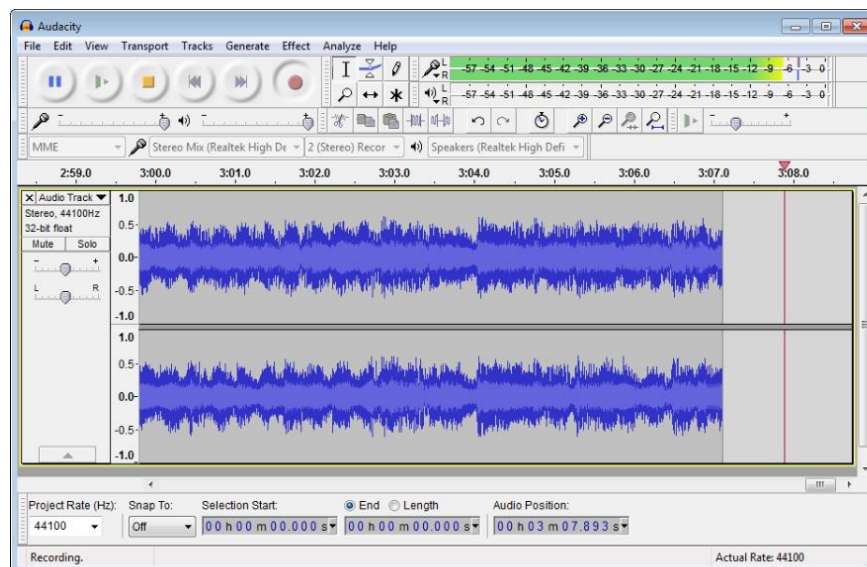 Audacity
File Edit View Transport Tracks Generate Effect Analyze Help
L
R
-57 -54 -51 -48 -45 -42 -39 -36 -33 -30 -27 -24 -21 -18 -15 -12 -9 -6 -3 0
L
R
-57 -54 -51 -48 -45 -42 -39 -36 -33 -30 -27 -24 -21 -18 -15 -12 -9 -6 -3 0
MME Stereo Mix (Realtek High De 2 (Stereo) Recor Speakers (Realtek High Defi
2:59.0 3:00.0 3:01.0 3:02.0 3:03.0 3:04.0 3:05.0 3:06.0 3:07.0 3:08.0
X Audio Track 1.0
Stereo, 44100Hz
32-bit float 0.5
Mute Solo
- + 0.0
L R -0.5
-1.0
1.0
0.5
0.0
-0.5
-1.0
Project Rate (Hz): Snap To: Selection Start: End Length Audio Position:
44100 Off 00 h 00 m 00.000 s 00 h 00 m 00.000 s 00 h 03 m 07.893 s
Recording. Actual Rate: 44100